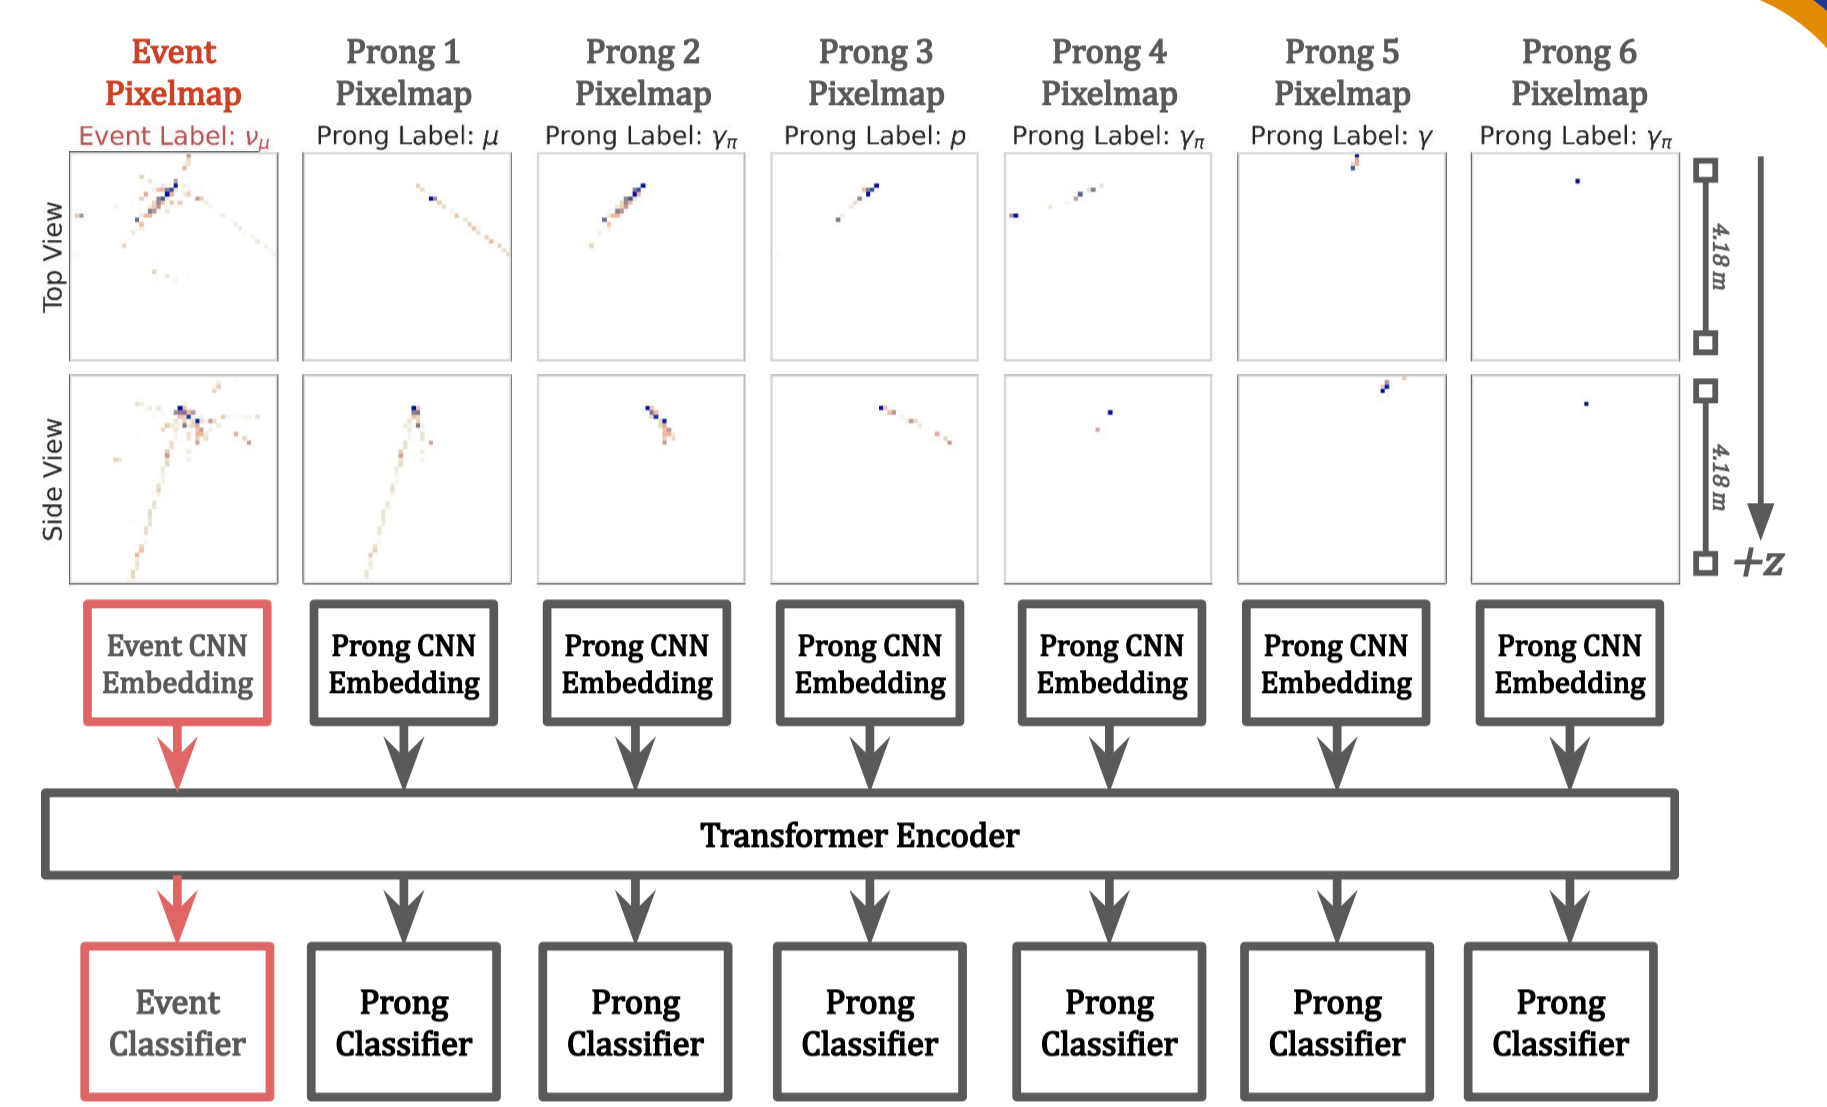 Event Pixelmap
Prong 1 Pixelmap
Prong 2 Pixelmap
Prong 3 Pixelmap
Prong 4 Pixelmap
Prong 5 Pixelmap
Prong 6 Pixelmap
Event Label: νμ
Prong Label: μ
Prong Label: γπ
Prong Label: p
Prong Label: γπ
Prong Label: γ
Prong Label: γπ
Top View
4.18 m
Side View
4.18 m
+z
Event CNN Embedding
Prong CNN Embedding
Prong CNN Embedding
Prong CNN Embedding
Prong CNN Embedding
Prong CNN Embedding
Prong CNN Embedding
Transformer Encoder
Event Classifier
Prong Classifier
Prong Classifier
Prong Classifier
Prong Classifier
Prong Classifier
Prong Classifier